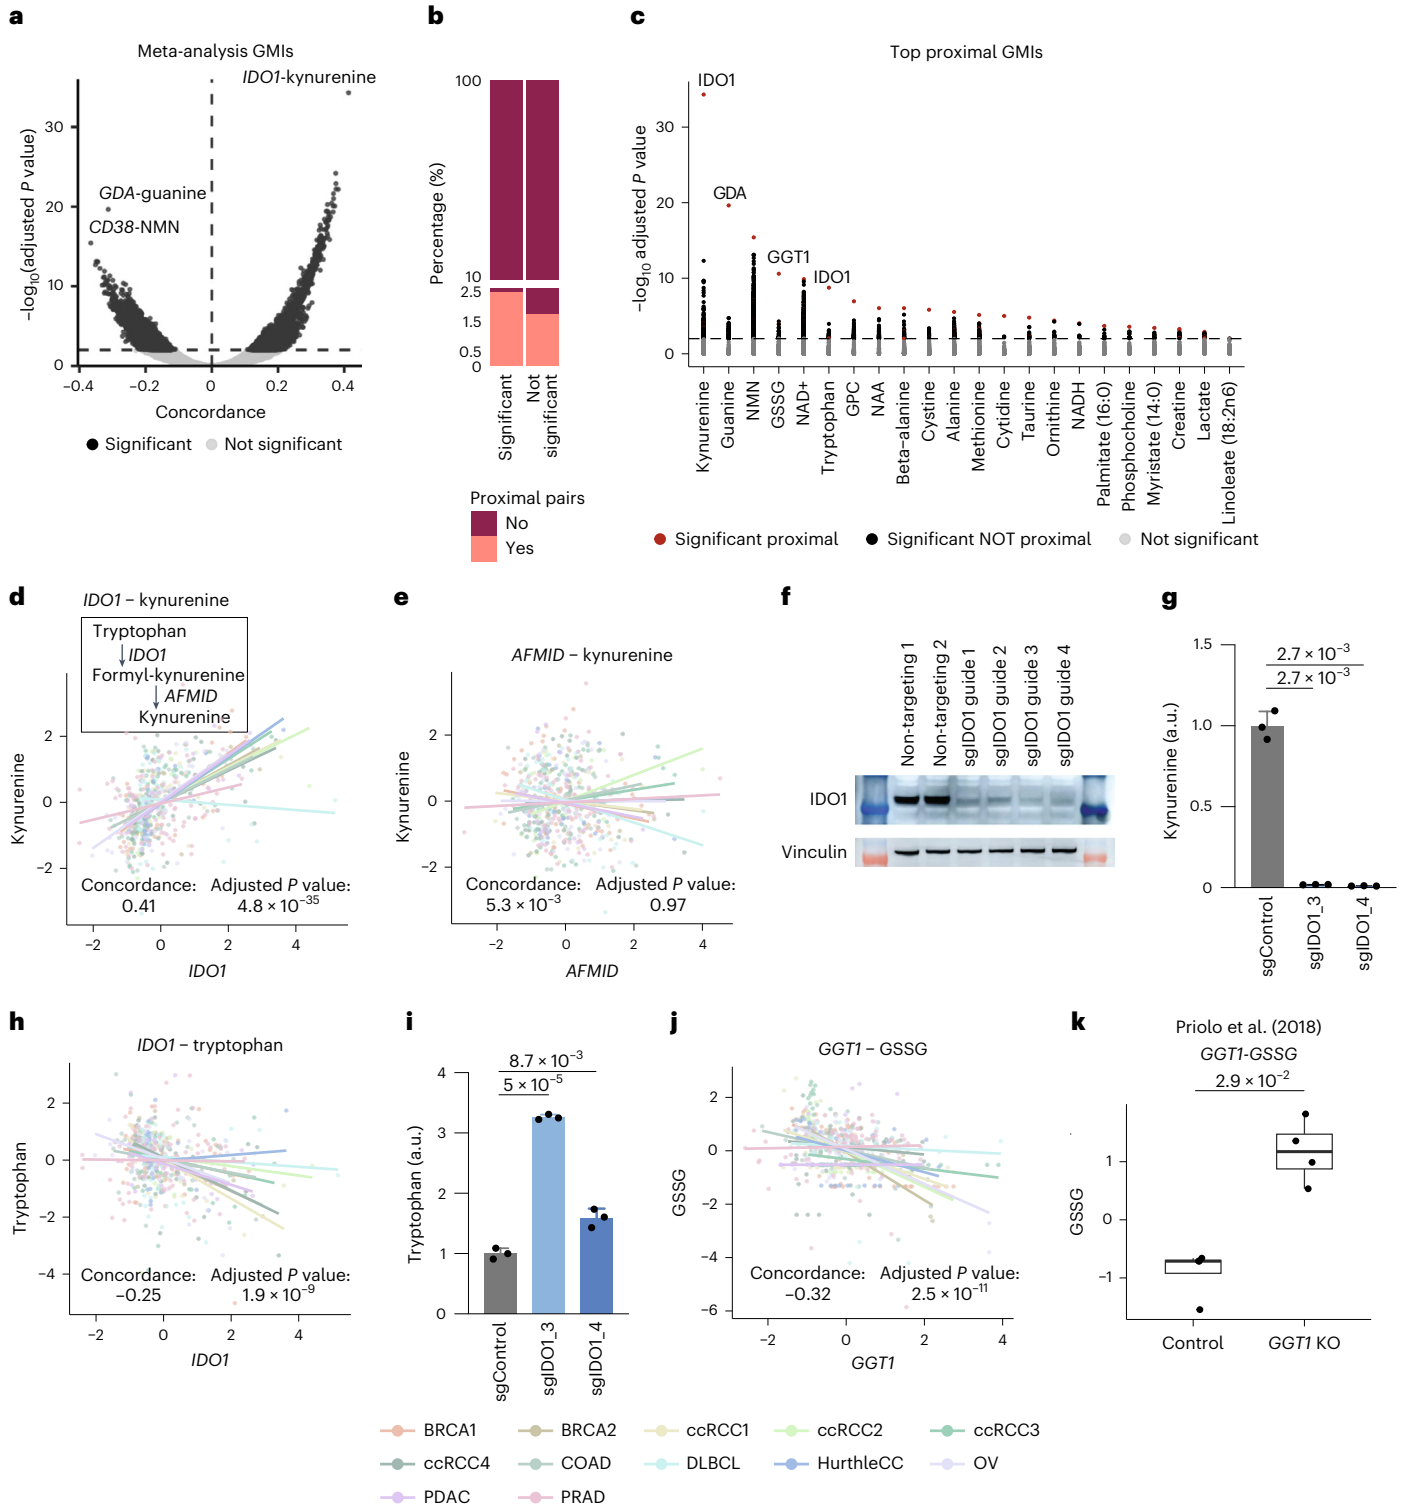 a
Meta-analysis GMIs
IDO1-kynurenine
GDA-guanine
CD38-NMN
−log10(adjusted P value)
30
20
10
0
−0.4
−0.2
0
0.2
0.4
Concordance
Significant
Not significant
b
Percentage (%)
100
10
2.5
1.5
0.5
0
Significant
Not significant
Proximal pairs
No
Yes
c
Top proximal GMIs
−log10 adjusted P value
30
20
10
0
IDO1
GDA
GGT1
IDO1
Kynurenine
Guanine
NMN
GSSG
NAD+
Tryptophan
GPC
NAA
Beta−alanine
Cystine
Alanine
Methionine
Cytidine
Taurine
Ornithine
NADH
Palmitate (16:0)
Phosphocholine
Myristate (14:0)
Creatine
Lactate
Linoleate (18:2n6)
Significant proximal
Significant NOT proximal
Not significant
d
IDO1 − kynurenine
Tryptophan
IDO1
Formyl-kynurenine
AFMID
Kynurenine
Kynurenine
2
0
−2
Concordance:
0.41
Adjusted P value:
4.8 × 10−35
−2
0
2
4
IDO1
e
AFMID − kynurenine
Kynurenine
2
0
−2
Concordance:
5.3 × 10−3
Adjusted P value:
0.97
−2
0
2
4
AFMID
f
Non-targeting 1
Non-targeting 2
sgIDO1 guide 1
sgIDO1 guide 2
sgIDO1 guide 3
sgIDO1 guide 4
IDO1
Vinculin
g
Kynurenine (a.u.)
1.5
1.0
0.5
0
2.7 × 10−3
2.7 × 10−3
sgControl
sgIDO1_3
sgIDO1_4
h
IDO1 − tryptophan
Tryptophan
2
0
−2
−4
Concordance:
−0.25
Adjusted P value:
1.9 × 10−9
−2
0
2
4
IDO1
i
Tryptophan (a.u.)
4
3
2
1
0
8.7 × 10−3
5 × 10−5
sgControl
sgIDO1_3
sgIDO1_4
j
GGT1 − GSSG
GSSG
2
0
−2
−4
−6
Concordance:
−0.32
Adjusted P value:
2.5 × 10−11
−2
0
2
4
GGT1
k
Priolo et al. (2018)
GGT1-GSSG
2.9 × 10−2
GSSG
1
0
−1
Control
GGT1 KO
BRCA1
BRCA2
ccRCC1
ccRCC2
ccRCC3
ccRCC4
COAD
DLBCL
HurthleCC
OV
PDAC
PRAD